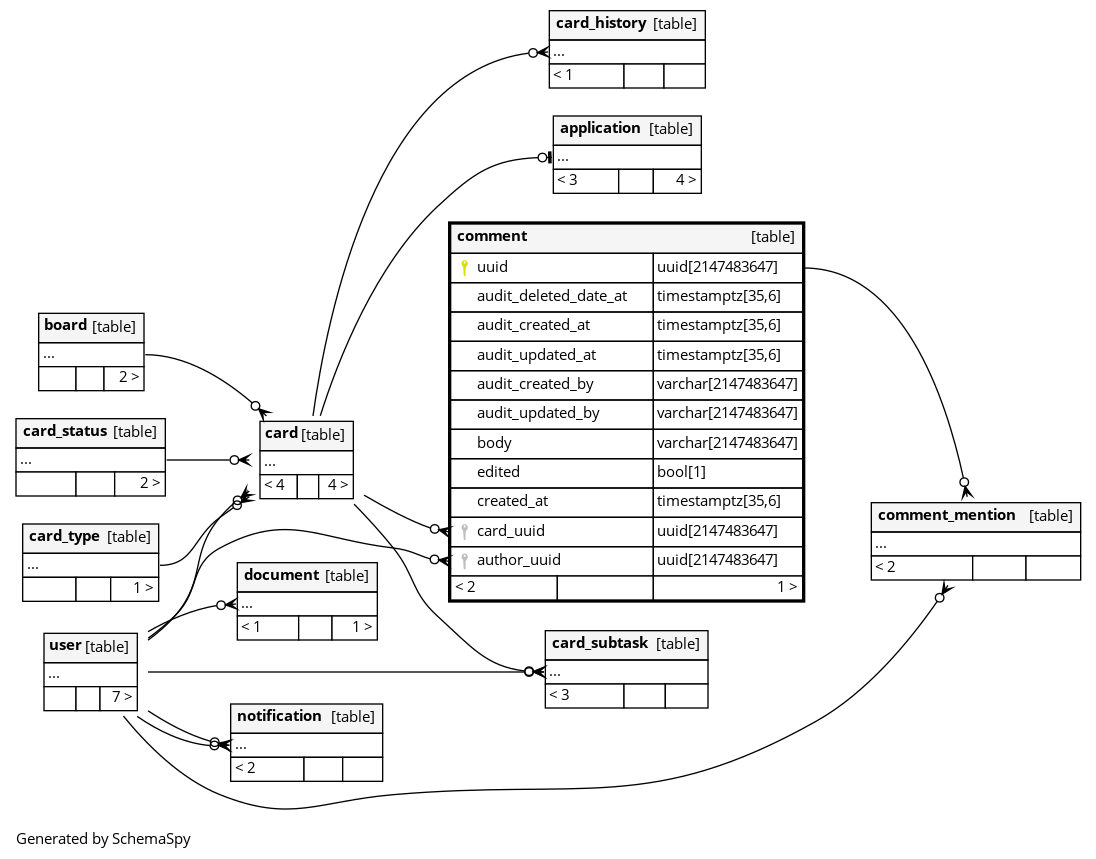 card_history [table]
...
< 1
application [table]
...
< 3 4 >
comment [table]
uuid uuid[2147483647]
audit_deleted_date_at timestamptz[35,6]
audit_created_at timestamptz[35,6]
audit_updated_at timestamptz[35,6]
audit_created_by varchar[2147483647]
audit_updated_by varchar[2147483647]
body varchar[2147483647]
edited bool[1]
created_at timestamptz[35,6]
card_uuid uuid[2147483647]
author_uuid uuid[2147483647]
< 2 1 >
board [table]
...
2 >
card_status [table]
...
2 >
card [table]
...
< 4 4 >
card_type [table]
...
1 >
document [table]
...
< 1 1 >
user [table]
...
7 >
notification [table]
...
< 2
card_subtask [table]
...
< 3
comment_mention [table]
...
< 2
Generated by SchemaSpy